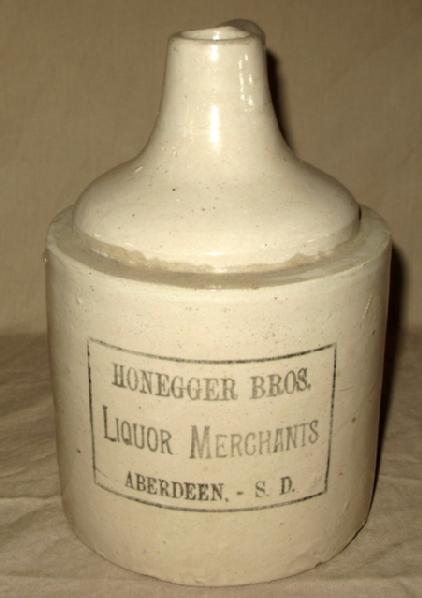 HONEGGER BROS.
LIQUOR MERCHANTS
ABERDEEN, - S. D.